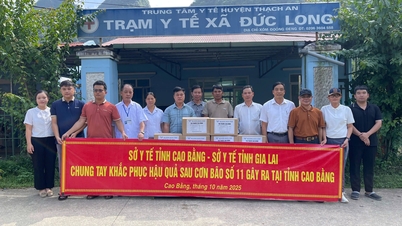 TRUNG TÂM Y TẾ HUYỆN THẠCH AN
TRẠM Y TẾ XÃ ĐỨC LONG
SỞ Y TẾ TỈNH CAO BẰNG - SỞ Y TẾ TỈNH GIA LAI
CHUNG TAY KHẮC PHỤC HẬU QUẢ SAU CƠN BÃO SỐ 11 GÂY RA TẠI TỈNH CAO BẰNG
Cao Bằng, tháng 10 năm 2025